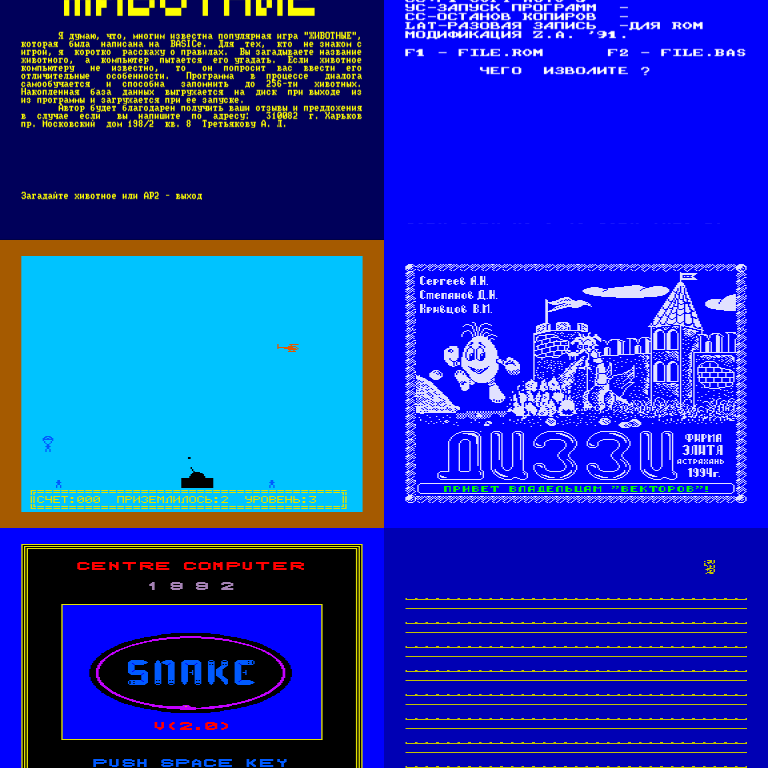 ЖИВОТНЫЕ
Я думаю, что, многим известна популярная игра "ЖИВОТНЫЕ",
которая была написана на BASICе. Для тех, кто не знаком с
игрой,я коротко расскажу о правилах. Вы загадываете название
животного, а компьютер пытается его угадать. Если животное
компьютеру не известно, то он попросит вас ввести его
отличительные особенности. Программа в процессе диалога
самообучается и способна запомнить до 256-ти животных.
Накопленная база данных выгружается на диск при выходе из
из программы и загружается при ее запуске.
Автор будет благодарен получить ваши отзывы и предложения
в случае если вы напишите по адресу: 310082 г. Харьков
пр. Московский дом 198/2 кв. 8 Третьякову А. Л.
Загадайте животное или АР2 - выход
УС-ЗАПУСК ПРОГРАММ -
СС-ОСТАНОВ КОПИРОВ -
LAT-РАЗОВАЯ ЗАПИСЬ -ДЛЯ ROM
МОДИФИКАЦИЯ Z.A. '91.
F1 - FILE.ROM F2 - FILE.BAS
ЧЕГО ИЗВОЛИТЕ ?
СЧЕТ:000 ПРИЗЕМЛИЛОСЬ:2 УРОВЕНЬ:3
Сергеев А.Н.
Степанов Д.Н.
Кривцов В.М.
ДИЗЗИ
ФИРМА
ЭЛИТА
АСТРАХАНЬ
1994г.
ПРИВЕТ ВЛАДЕЛЬЦАМ "ВЕКТОРОВ"!
CENTRE COMPUTER
1992
SNAKE
V(2.0)
PUSH SPACE KEY